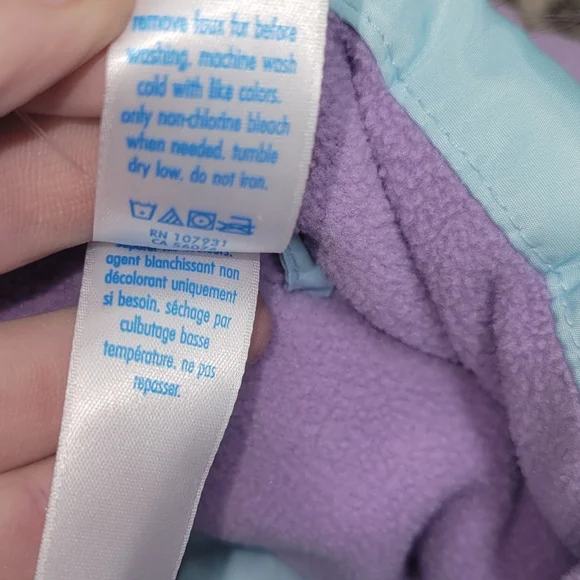 remove faux fur before
washing. machine wash
cold with like colors.
only non-chlorine bleach
when needed. tumble
dry low. do not iron.
RN 107931
CA
agent blanchissant non
décolorant uniquement
si besoin. séchage par
culbutage basse
température. ne pas
repasser.